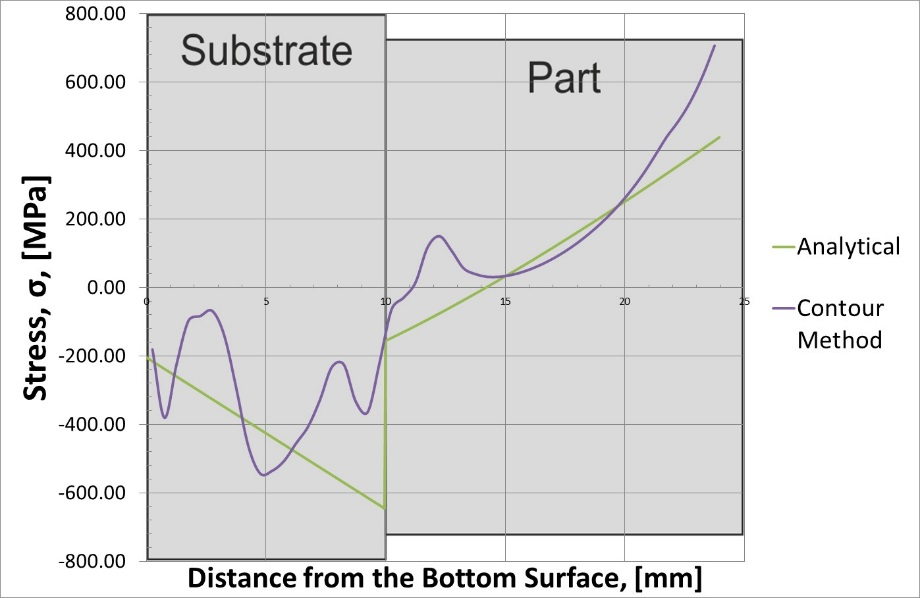 800.00
600.00
400.00
200.00
0.00
-200.00
-400.00
-600.00
-800.00
Stress, σ, [MPa]
Substrate
Part
0 5 10 15 20 25
Distance from the Bottom Surface, [mm]
Analytical
Contour
Method